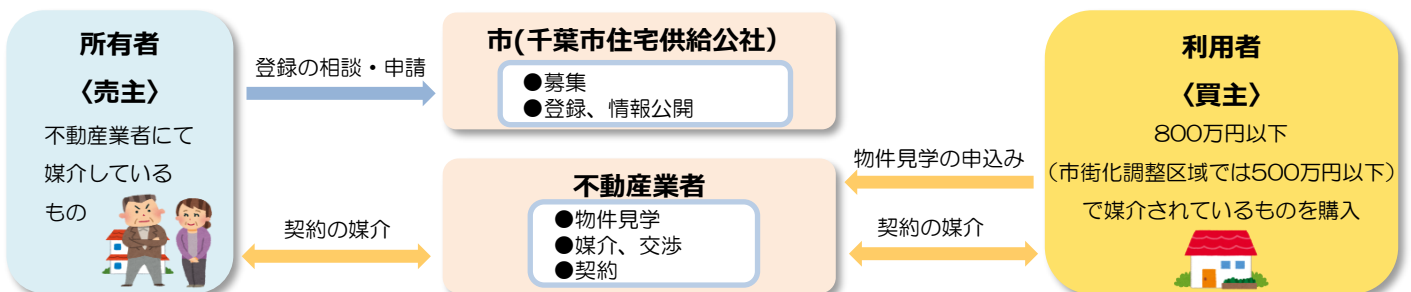 所有者
〈売主〉
不動産業者にて
媒介している
もの
登録の相談・申請
契約の媒介
市(千葉市住宅供給公社）
●募集
●登録、情報公開
不動産業者
●物件見学
●媒介、交渉
●契約
物件見学の申込み
契約の媒介
利用者
〈買主〉
800万円以下
（市街化調整区域では500万円以下）
で媒介されているものを購入